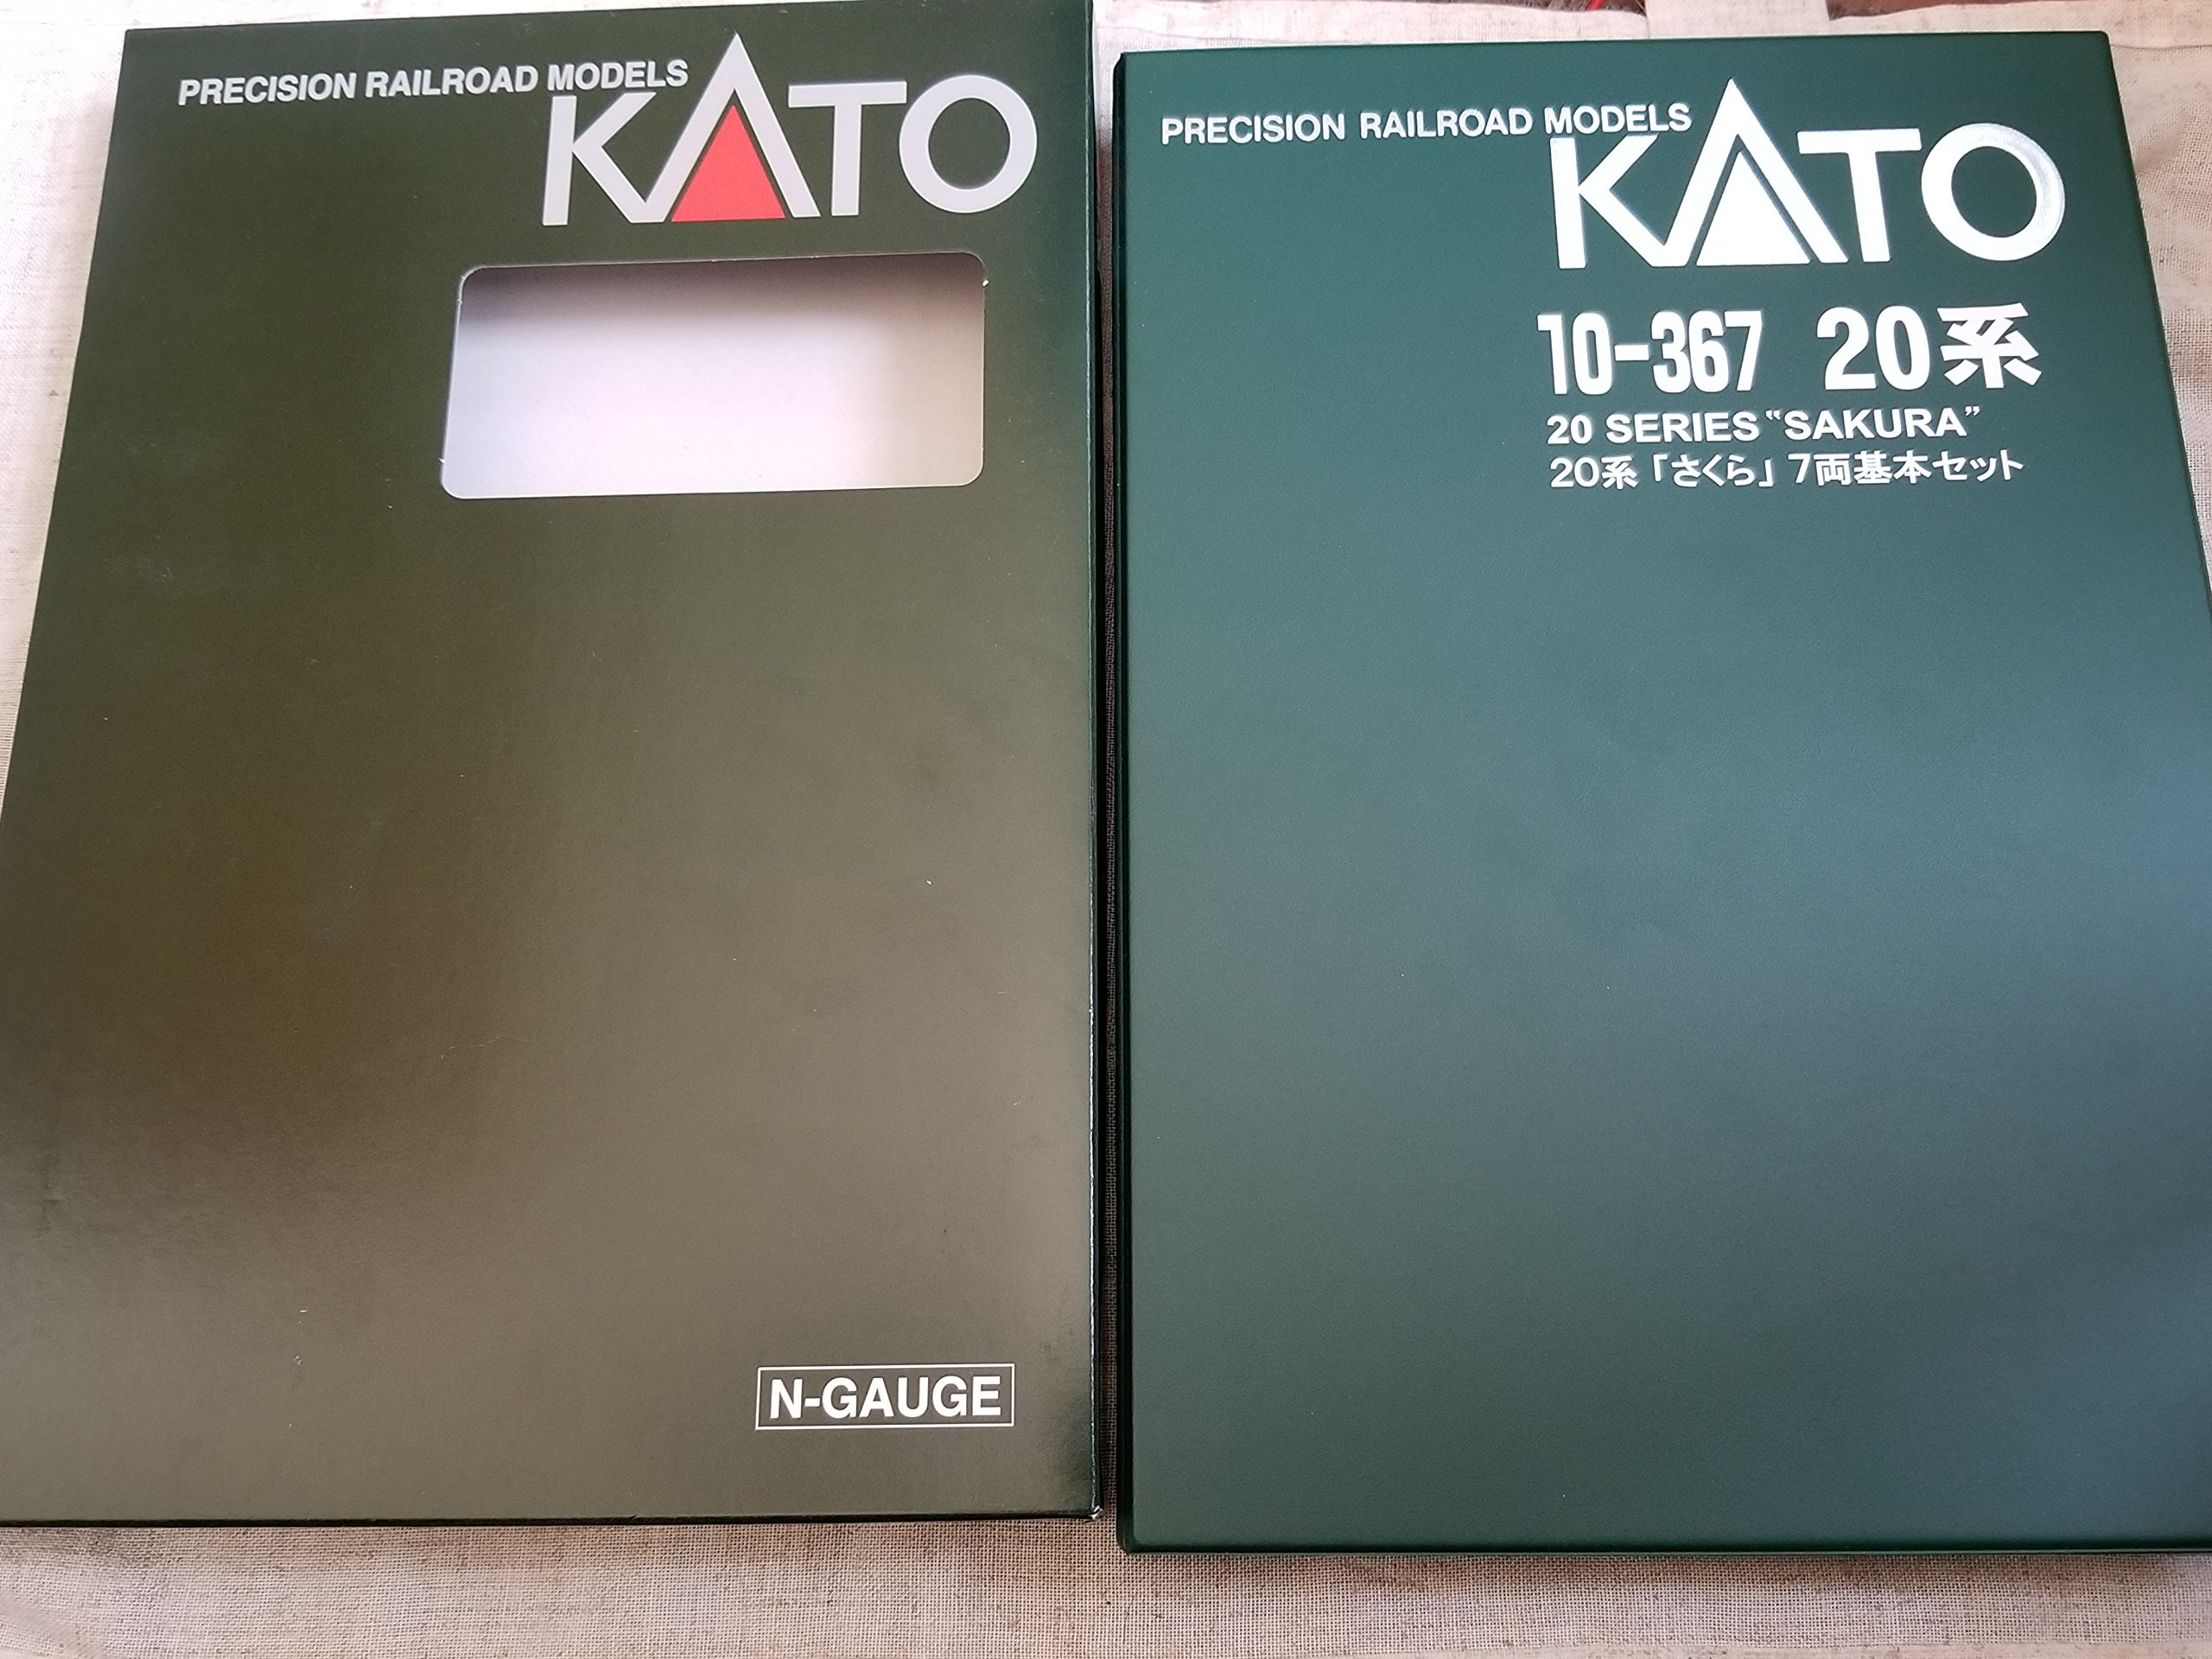 PRECISION RAILROAD MODELS
KATO
N-GAUGE
PRECISION RAILROAD MODELS
KATO
10-367 20系
20 SERIES “SAKURA”
20系「さくら」7両基本セット